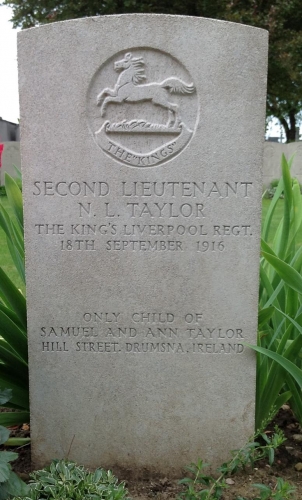 THE "KINGS"
SECOND LIEUTENANT
N. L. TAYLOR
THE KING'S LIVERPOOL REGT.
18TH SEPTEMBER 1916
ONLY CHILD OF
SAMUEL AND ANN TAYLOR
HILL STREET. DRUMSNA, IRELAND